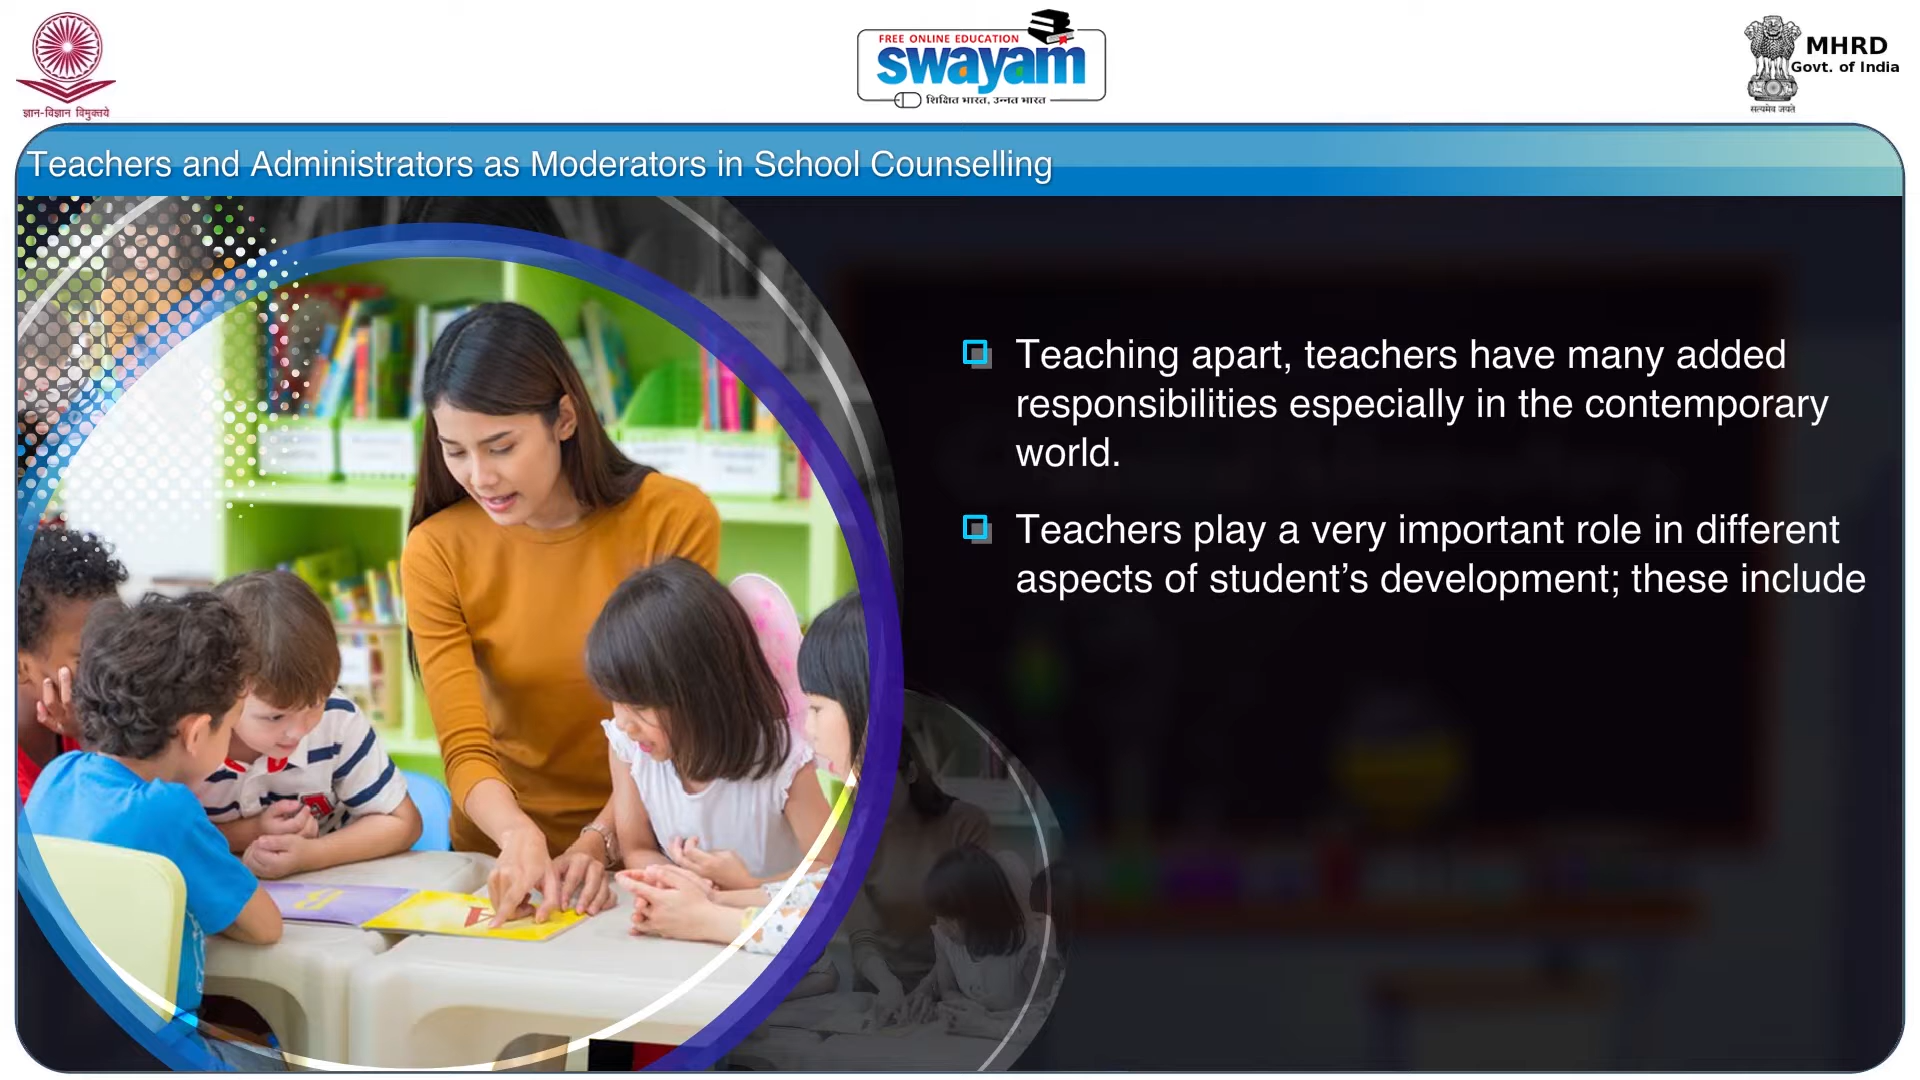 ज्ञान-विज्ञान विमुक्तये
FREE ONLINE EDUCATION
swayam
शिक्षित भारत, उन्नत भारत
MHRD
Govt. of India
सत्यमेव जयते
Teachers and Administrators as Moderators in School Counselling
Teaching apart, teachers have many added
responsibilities especially in the contemporary
world.
Teachers play a very important role in different
aspects of student’s development; these include